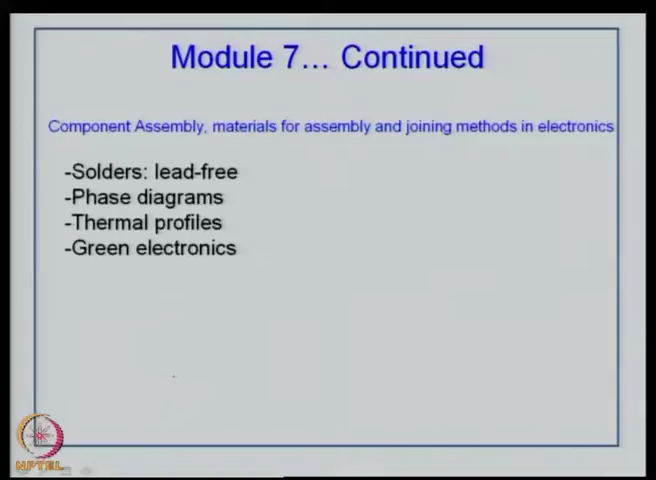 Module 7... Continued
Component Assembly, materials for assembly and joining methods in electronics
-Solders: lead-free
-Phase diagrams
-Thermal profiles
-Green electronics
NPTEL